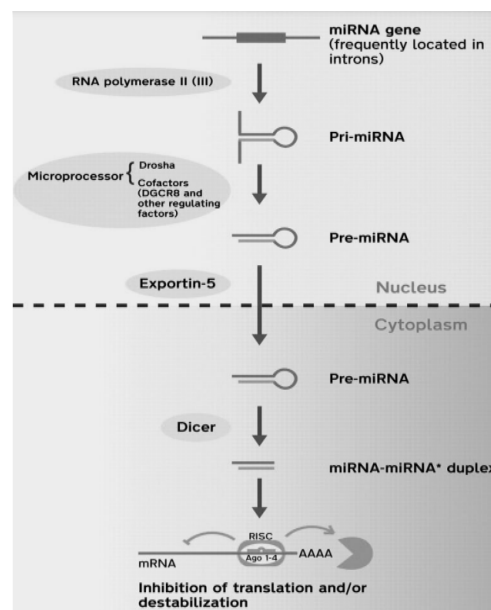 miRNA gene
(frequently located in
introns)
RNA polymerase II (III)
Pri-miRNA
Microprocessor
Drosha
Cofactors
(DGCR8 and
other regulating
factors)
Pre-miRNA
Exportin-5
Nucleus
Cytoplasm
Pre-miRNA
Dicer
miRNA-miRNA* duplex
RISC
Ago 1-4
mRNA
AAAA
Inhibition of translation and/or
destabilization